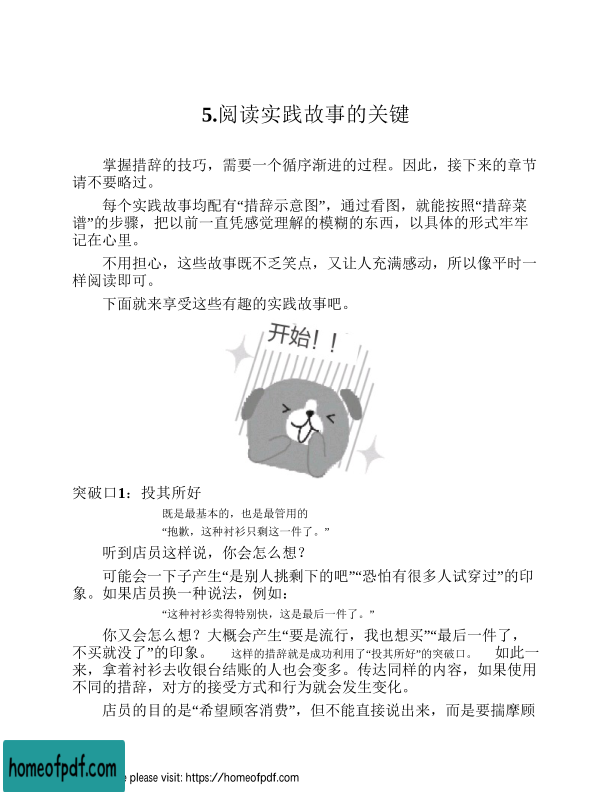 5.阅读实践故事的关键
掌握措辞的技巧，需要一个循序渐进的过程。因此，接下来的章节
请不要略过。
每个实践故事均配有“措辞示意图”，通过看图，就能按照“措辞菜
谱”的步骤，把以前一直凭感觉理解的模糊的东西，以具体的形式牢牢
记在心里。
不用担心，这些故事既不乏笑点，又让人充满感动，所以像平时一
样阅读即可。
下面就来享受这些有趣的实践故事吧。
开始！！
突破口1：投其所好
既是最基本的，也是最管用的
“抱歉，这种衬衫只剩这一件了。”
听到店员这样说，你会怎么想？
可能会一下子产生“是别人挑剩下的吧”“恐怕有很多人试穿过”的印
象。如果店员换一种说法，例如：
“这种衬衫卖得特别快，这是最后一件了。”
你又会怎么想？大概会产生“要是流行，我也想买”“最后一件了，
不买就没了”的印象。 这样的措辞就是成功利用了“投其所好”的突破口。 如此一
来，拿着衬衫去收银台结账的人也会变多。传达同样的内容，如果使用
不同的措辞，对方的接受方式和行为就会发生变化。
店员的目的是“希望顾客消费”，但不能直接说出来，而是要揣摩顾
homeofpdf.com
e please visit: https://homeofpdf.com